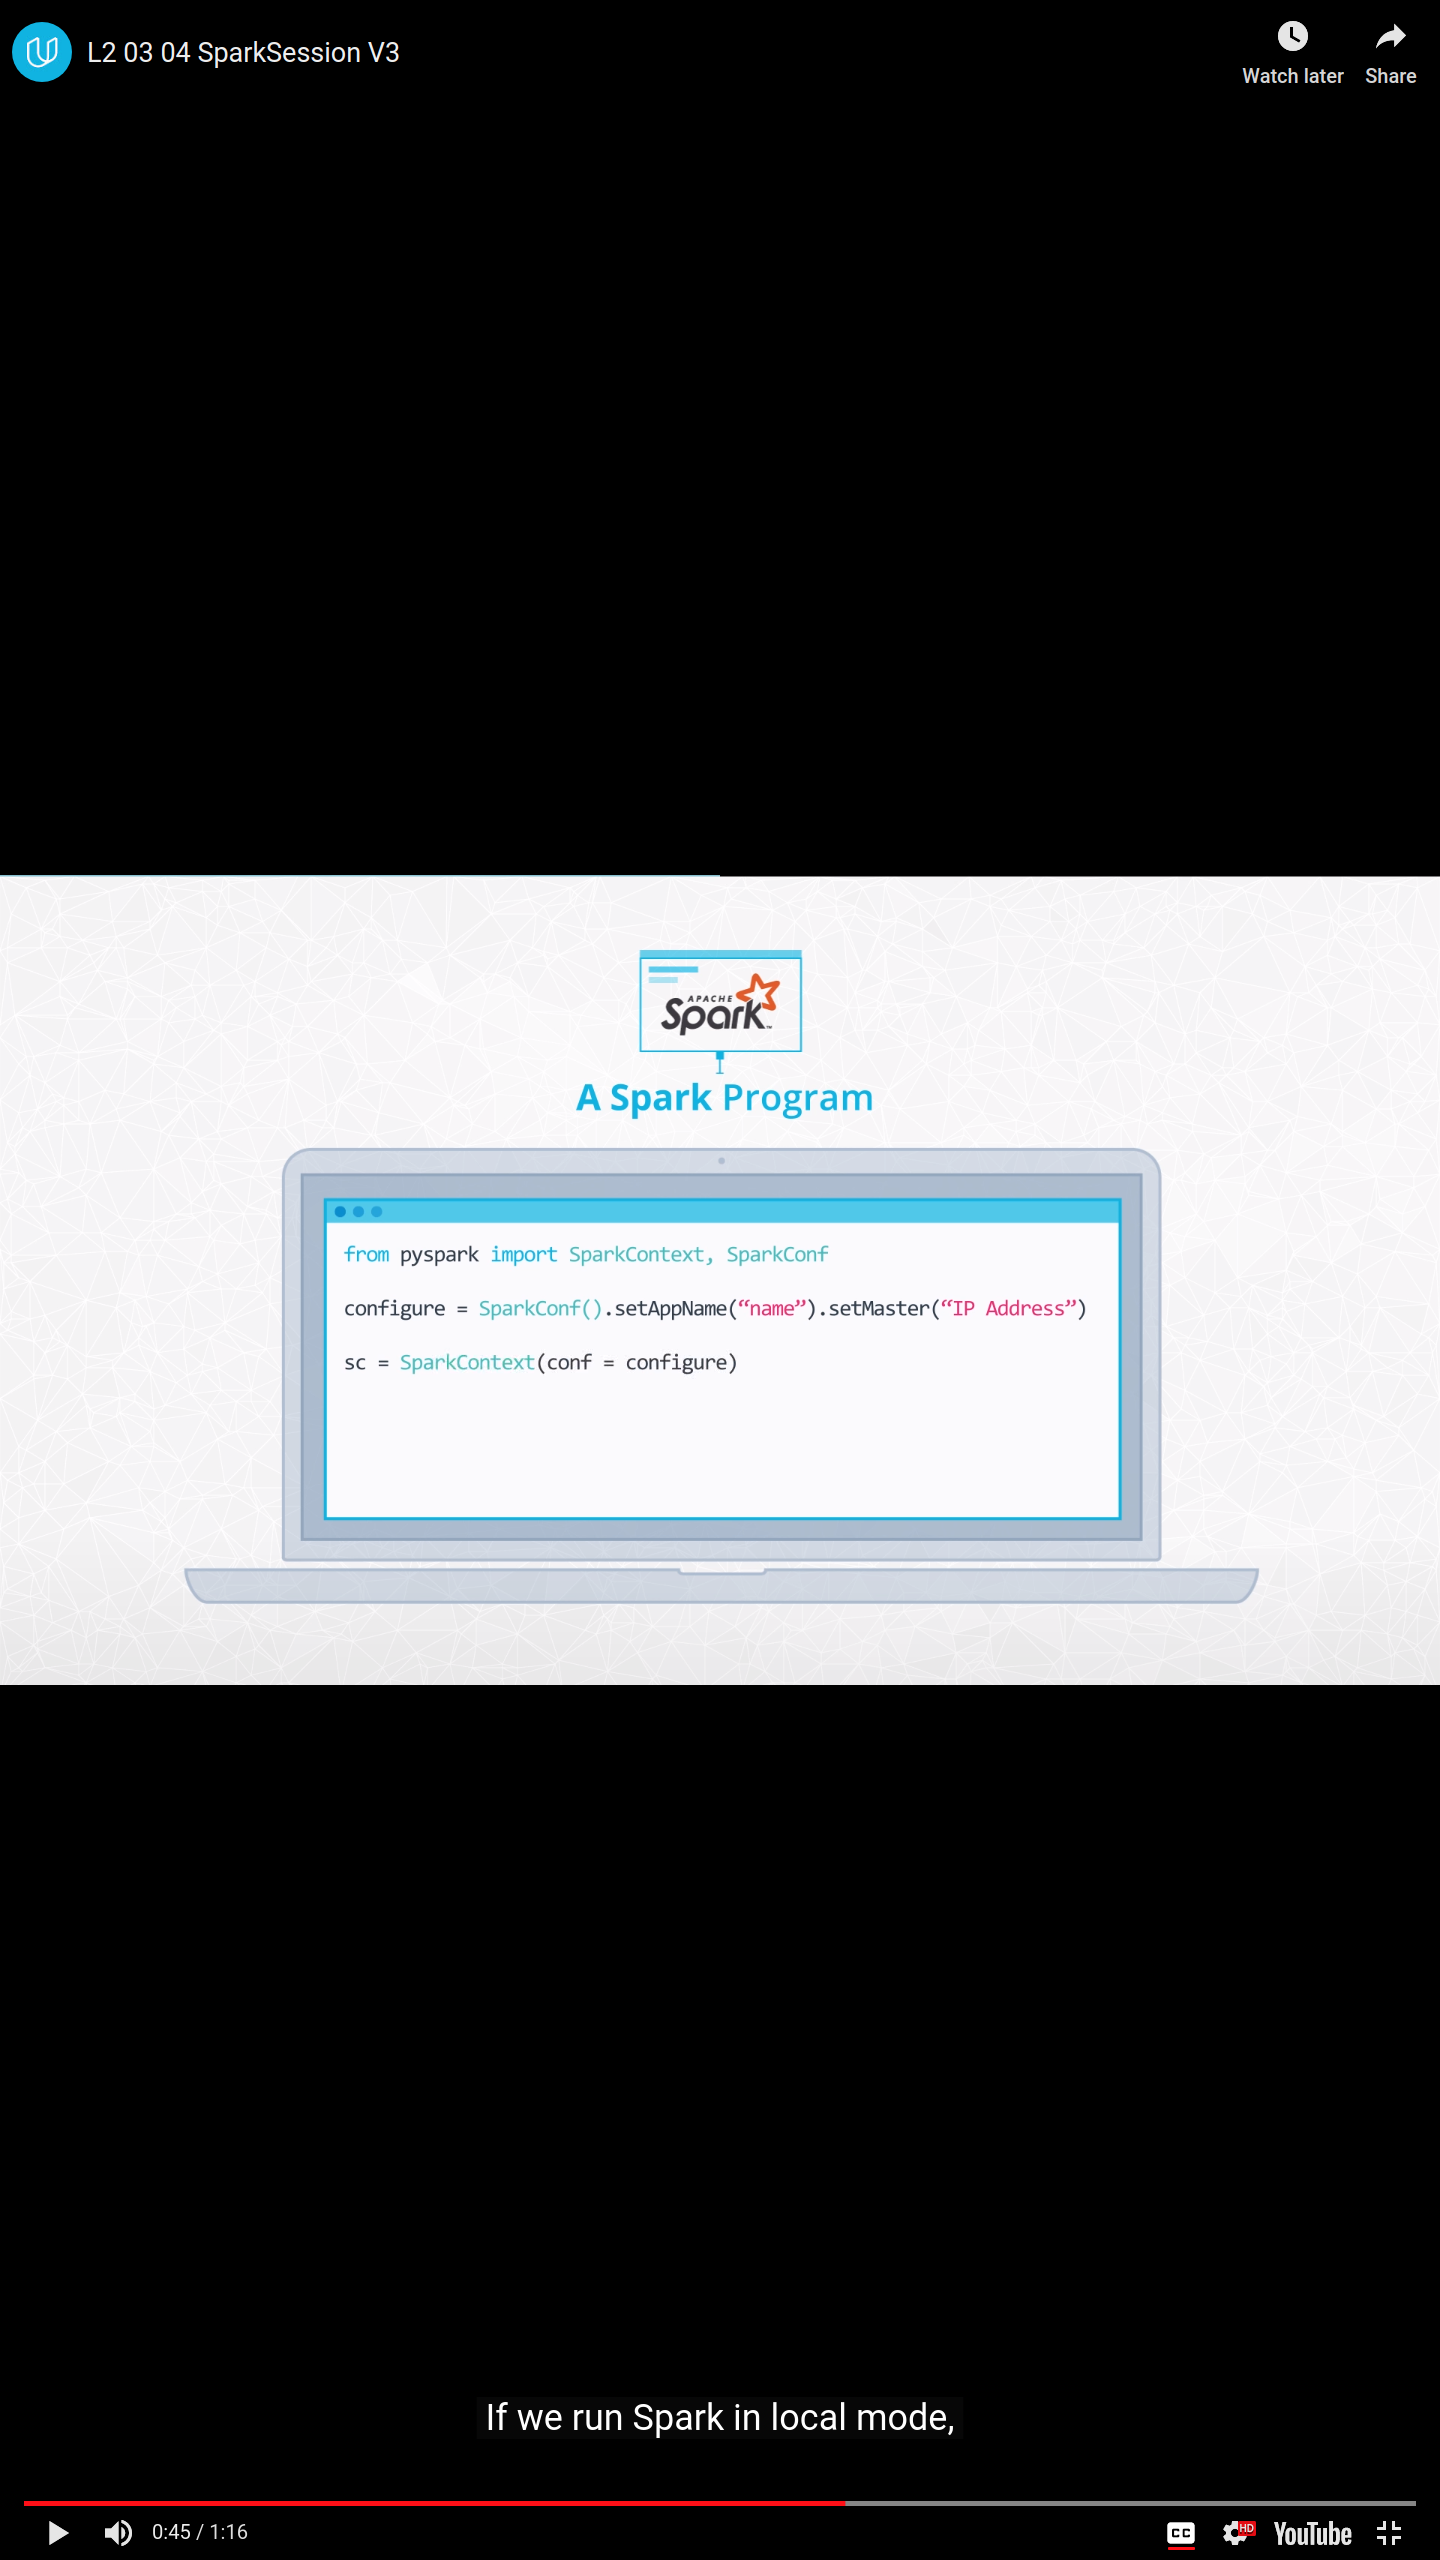 L2 03 04 SparkSession V3
Watch later
Share
APACHE
Spark™
A Spark Program
from pyspark import SparkContext, SparkConf
configure = SparkConf().setAppName(“name”).setMaster(“IP Address”)
sc = SparkContext(conf = configure)
If we run Spark in local mode,
0:45 / 1:16
CC
HD
YouTube